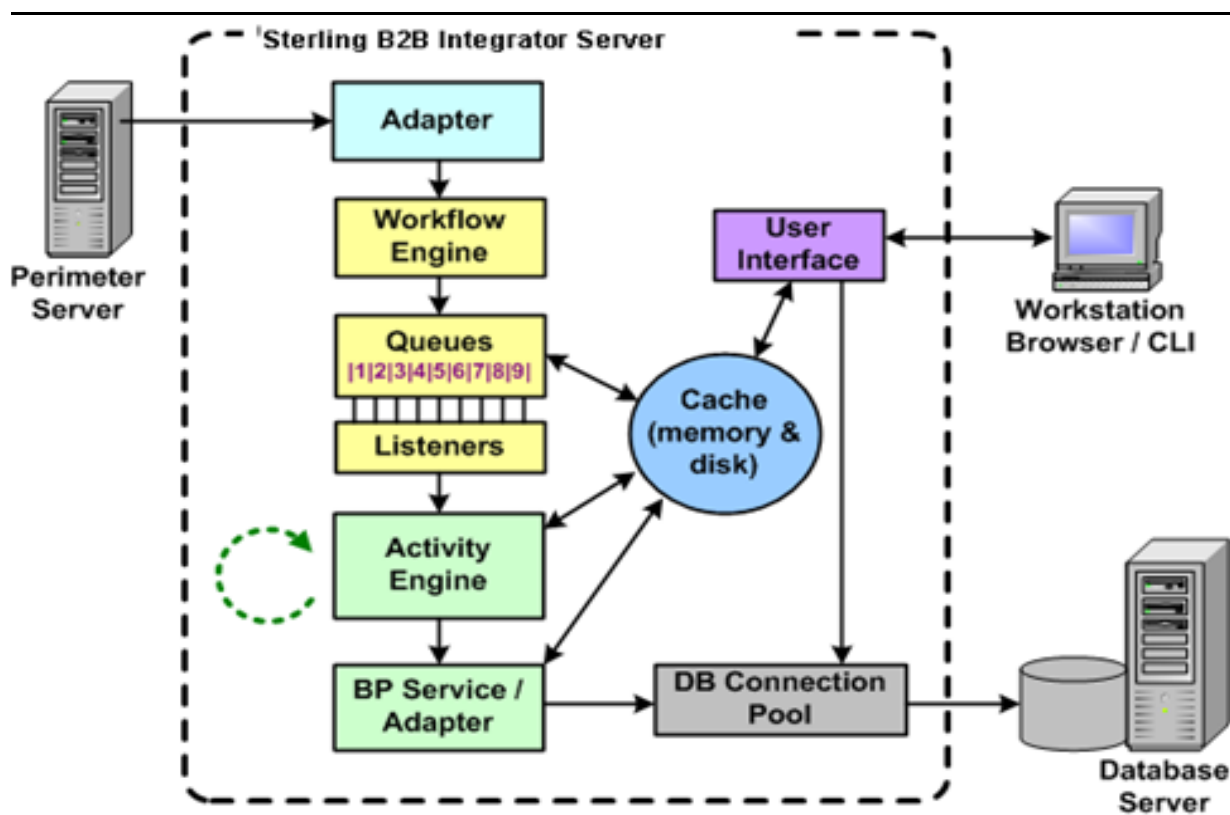 Sterling B2B Integrator Server
Adapter
Workflow
Engine
Queues
|1|2|3|4|5|6|7|8|9|
Listeners
Activity
Engine
BP Service /
Adapter
User
Interface
Cache
(memory &
disk)
DB Connection
Pool
Perimeter
Server
Workstation
Browser / CLI
Database
Server